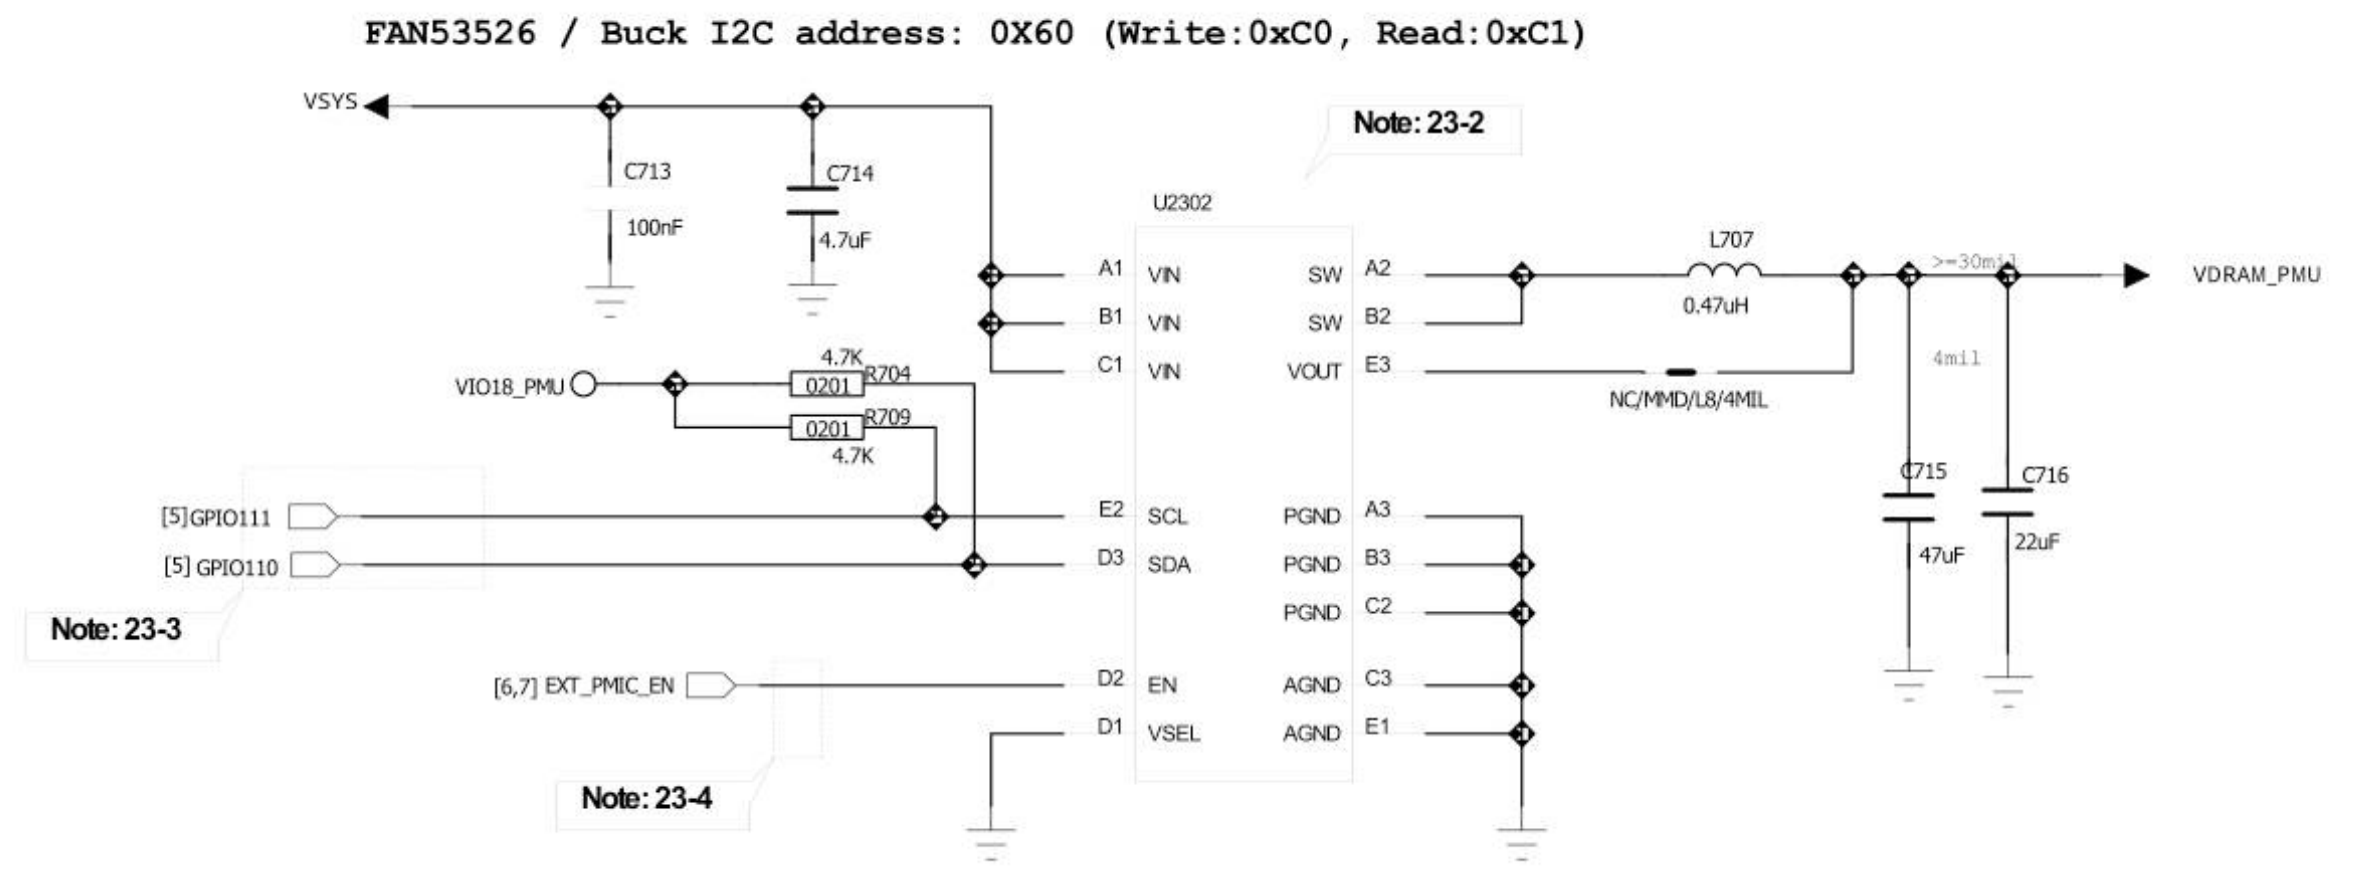 FAN53526 / Buck I2C address: 0X60 (Write:0xC0, Read:0xC1)
VSYS
Note: 23-2
C713
C714
100nF
4.7uF
U2302
L707
>=30mil
A1 VIN
SW A2
VDRAM_PMU
0.47uH
B1 VIN
SW B2
C1 VIN
VOUT E3
4mil
NC/MMD/L8/4MIL
4.7K
VIO18_PMU
0201
R704
0201
R709
4.7K
C715
C716
47uF
22uF
[5]GPIO111
E2 SCL
PGND A3
[5] GPIO110
D3 SDA
PGND B3
PGND C2
Note: 23-3
[6,7] EXT_PMIC_EN
D2 EN
AGND C3
D1 VSEL
AGND E1
Note: 23-4